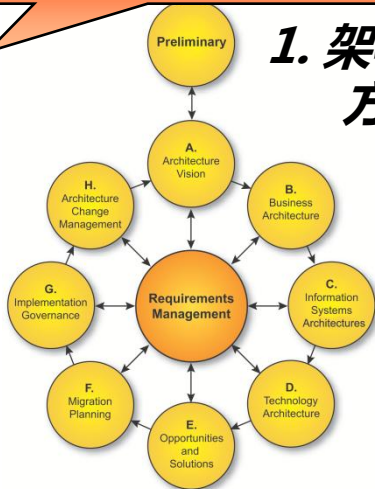 Preliminary
1. 架
方
A.
Architecture
Vision
B.
Business
Architecture
C.
Information
Systems
Architectures
D.
Technology
Architecture
E.
Opportunities
and
Solutions
F.
Migration
Planning
G.
Implementation
Governance
H.
Architecture
Change
Management
Requirements
Management